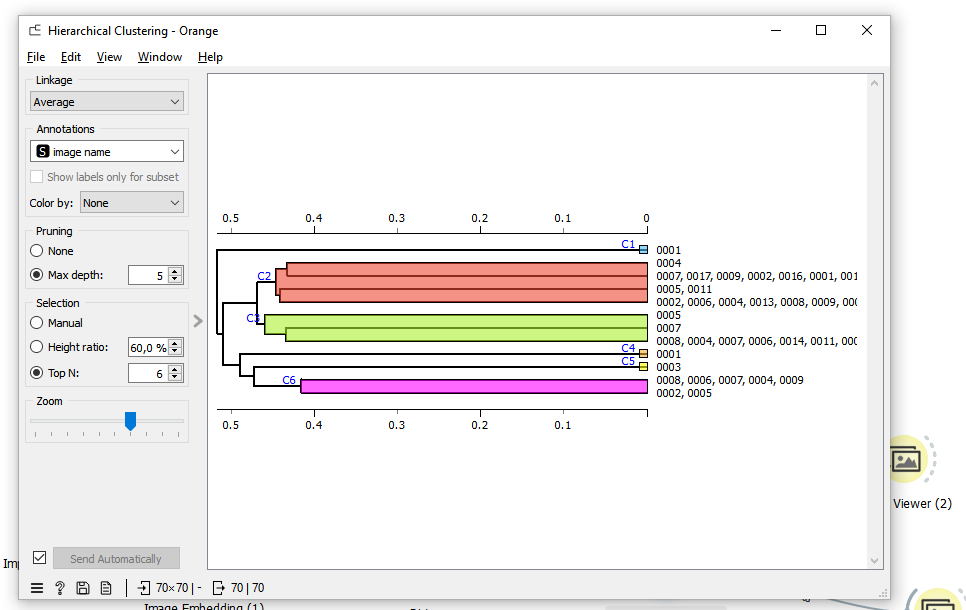 Hierarchical Clustering - Orange
File Edit View Window Help
Linkage
Average
Annotations
S image name
Show labels only for subset
Color by: None
Pruning
None
Max depth: 5
Selection
Manual
Height ratio: 60,0 %
Top N: 6
Zoom
Send Automatically
0.5 0.4 0.3 0.2 0.1 0
C1 0001
0004
C2 0007, 0017, 0009, 0002, 0016, 0001, 001
0005, 0011
0002, 0006, 0004, 0013, 0008, 0009, 000
C3 0005
0007
0008, 0004, 0007, 0006, 0014, 0011, 000
C4 0001
C5 0003
C6 0008, 0006, 0007, 0004, 0009
0002, 0005
0.5 0.4 0.3 0.2 0.1
? 70×70 | - 70 | 70
Viewer (2)
Image Embedding (1)